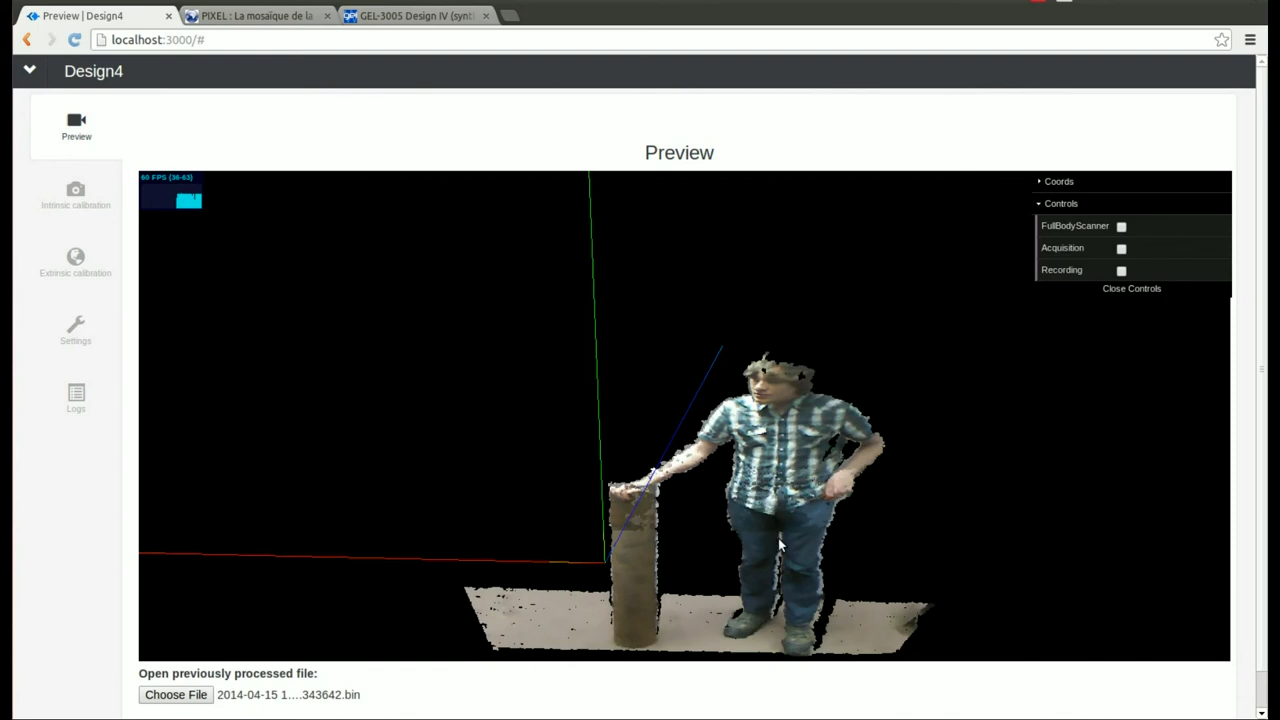 Preview | Design4
PIXEL : La mosaïque de la
GEL-3005 Design IV (synt
localhost:3000/#
Design4
Preview
Preview
60 FPS (36-63)
Coords
Controls
FullBodyScanner
Acquisition
Recording
Close Controls
Intrinsic calibration
Extrinsic calibration
Settings
Logs
Open previously processed file:
Choose File 2014-04-15 1....343642.bin